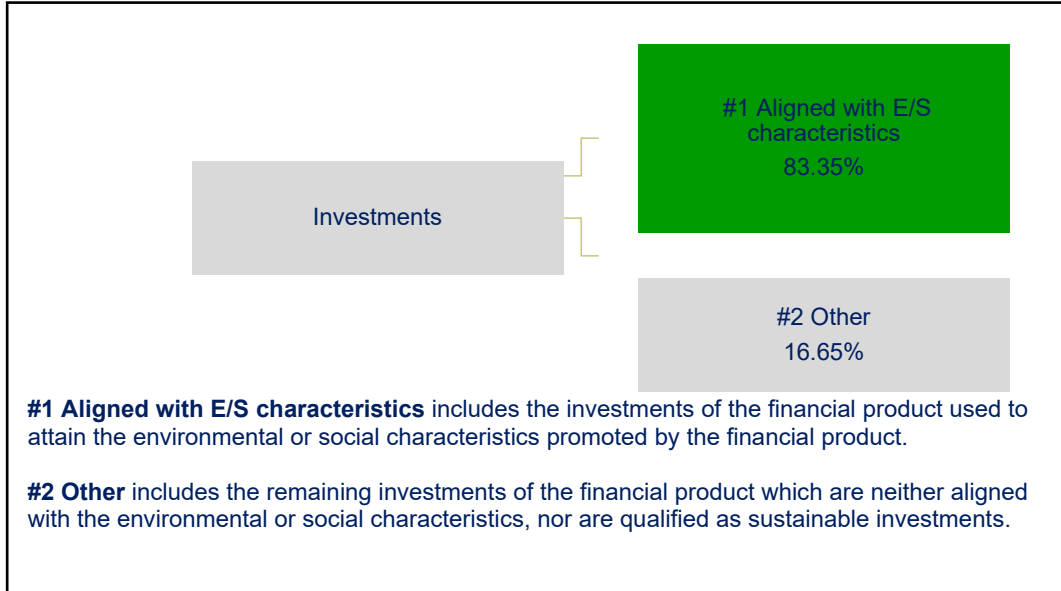 #1 Aligned with E/S
characteristics
83.35%
Investments
#2 Other
16.65%
#1 Aligned with E/S characteristics includes the investments of the financial product used to
attain the environmental or social characteristics promoted by the financial product.
#2 Other includes the remaining investments of the financial product which are neither aligned
with the environmental or social characteristics, nor are qualified as sustainable investments.